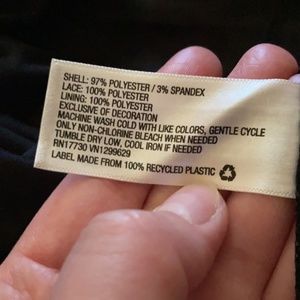 SHELL: 97% POLYESTER / 3% SPANDEX
LACE: 100% POLYESTER
LINING: 100% POLYESTER
EXCLUSIVE OF DECORATION
MACHINE WASH COLD WITH LIKE COLORS, GENTLE CYCLE
ONLY NON-CHLORINE BLEACH WHEN NEEDED
TUMBLE DRY LOW, COOL IRON IF NEEDED
RN17730 VN1299629
LABEL MADE FROM 100% RECYCLED PLASTIC